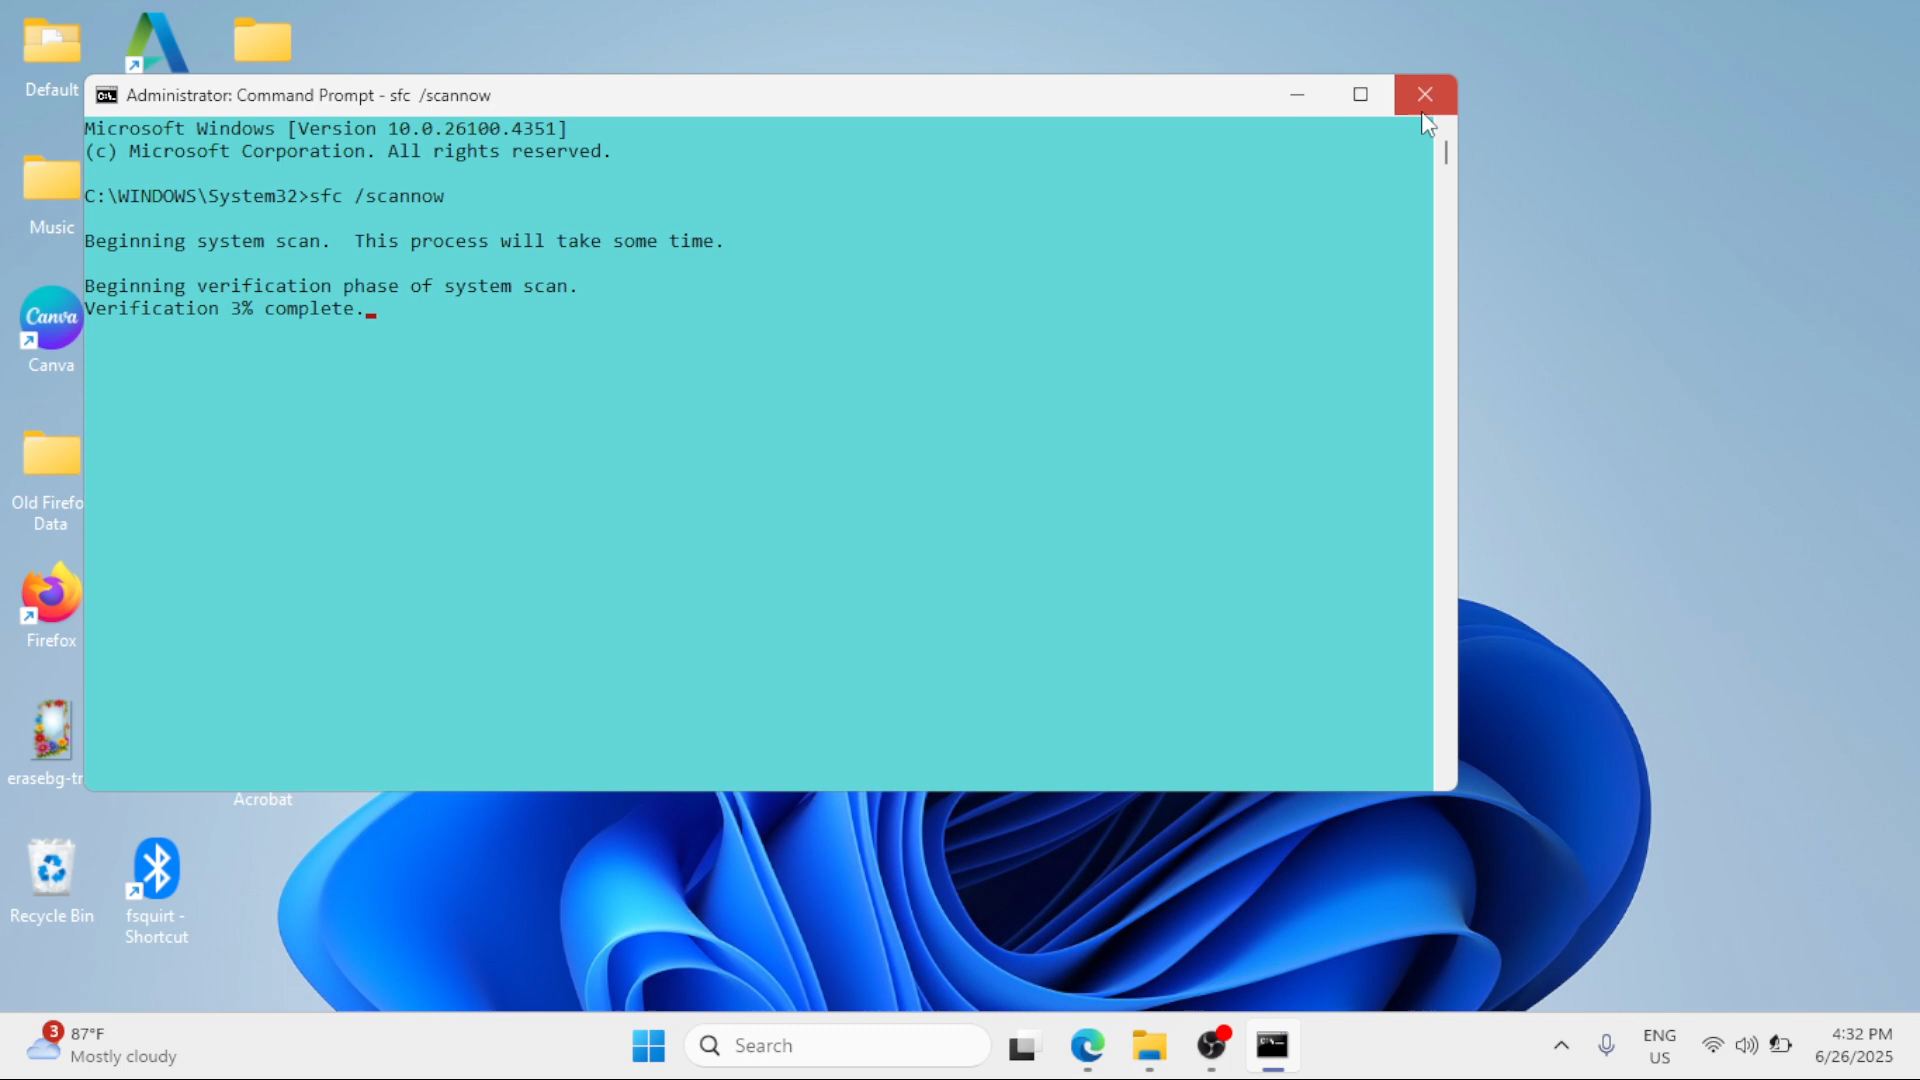 Default
Music
Canva
Canva
Old Firefo
Data
Firefox
erasebg-tr
Acrobat
Recycle Bin
fsquirt -
Shortcut
Administrator: Command Prompt - sfc  /scannow
Microsoft Windows [Version 10.0.26100.4351]
(c) Microsoft Corporation. All rights reserved.
C:\WINDOWS\System32>sfc /scannow
Beginning system scan.  This process will take some time.
Beginning verification phase of system scan.
Verification 3% complete.
3
87°F
Mostly cloudy
Search
ENG
US
4:32 PM
6/26/2025